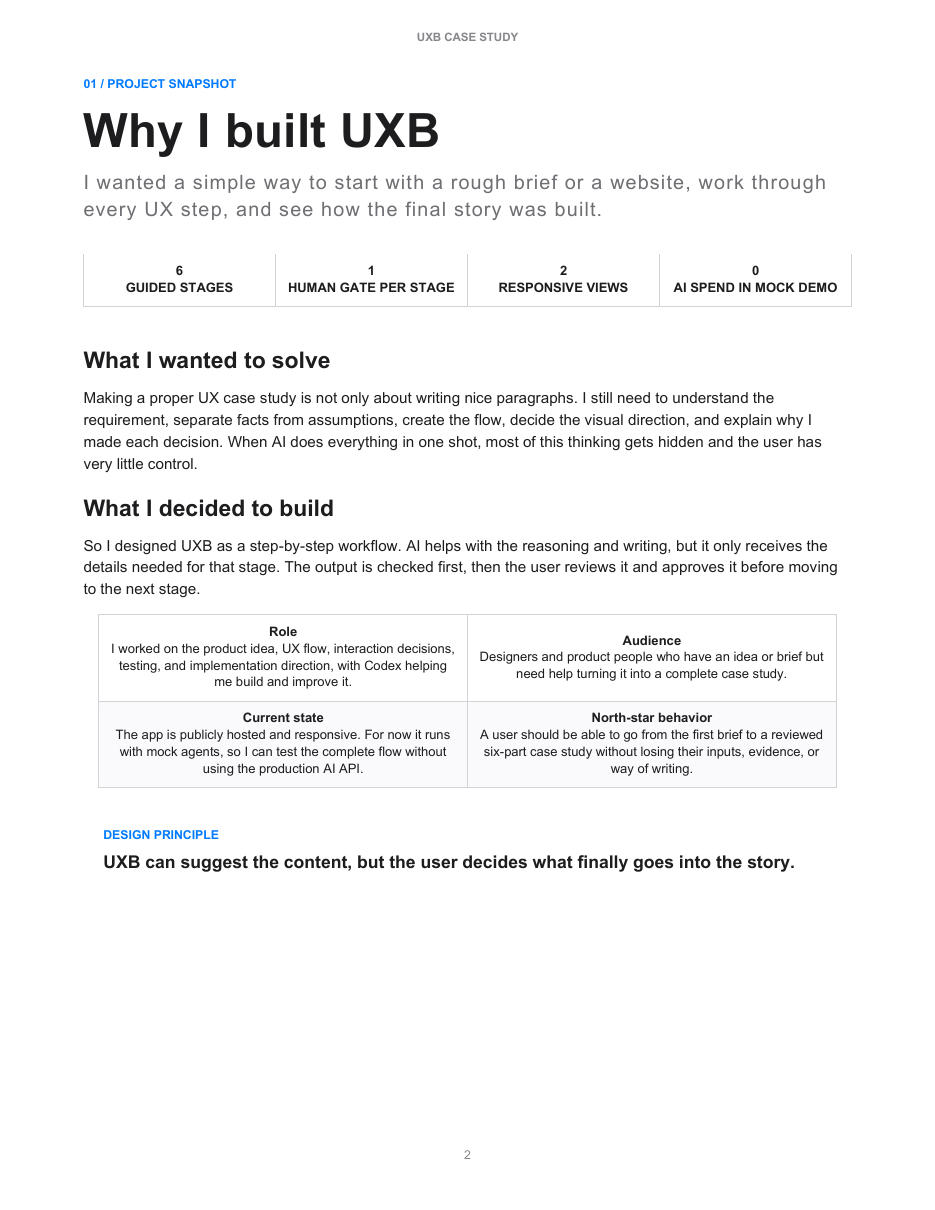 UXB CASE STUDY
01 / PROJECT SNAPSHOT
Why I built UXB
I wanted a simple way to start with a rough brief or a website, work through
every UX step, and see how the final story was built.
6
GUIDED STAGES
1
HUMAN GATE PER STAGE
2
RESPONSIVE VIEWS
0
AI SPEND IN MOCK DEMO
What I wanted to solve
Making a proper UX case study is not only about writing nice paragraphs. I still need to understand the
requirement, separate facts from assumptions, create the flow, decide the visual direction, and explain why I
made each decision. When AI does everything in one shot, most of this thinking gets hidden and the user has
very little control.
What I decided to build
So I designed UXB as a step-by-step workflow. AI helps with the reasoning and writing, but it only receives the
details needed for that stage. The output is checked first, then the user reviews it and approves it before moving
to the next stage.
Role
I worked on the product idea, UX flow, interaction decisions,
testing, and implementation direction, with Codex helping
me build and improve it.
Audience
Designers and product people who have an idea or brief but
need help turning it into a complete case study.
Current state
The app is publicly hosted and responsive. For now it runs
with mock agents, so I can test the complete flow without
using the production AI API.
North-star behavior
A user should be able to go from the first brief to a reviewed
six-part case study without losing their inputs, evidence, or
way of writing.
DESIGN PRINCIPLE
UXB can suggest the content, but the user decides what finally goes into the story.
2